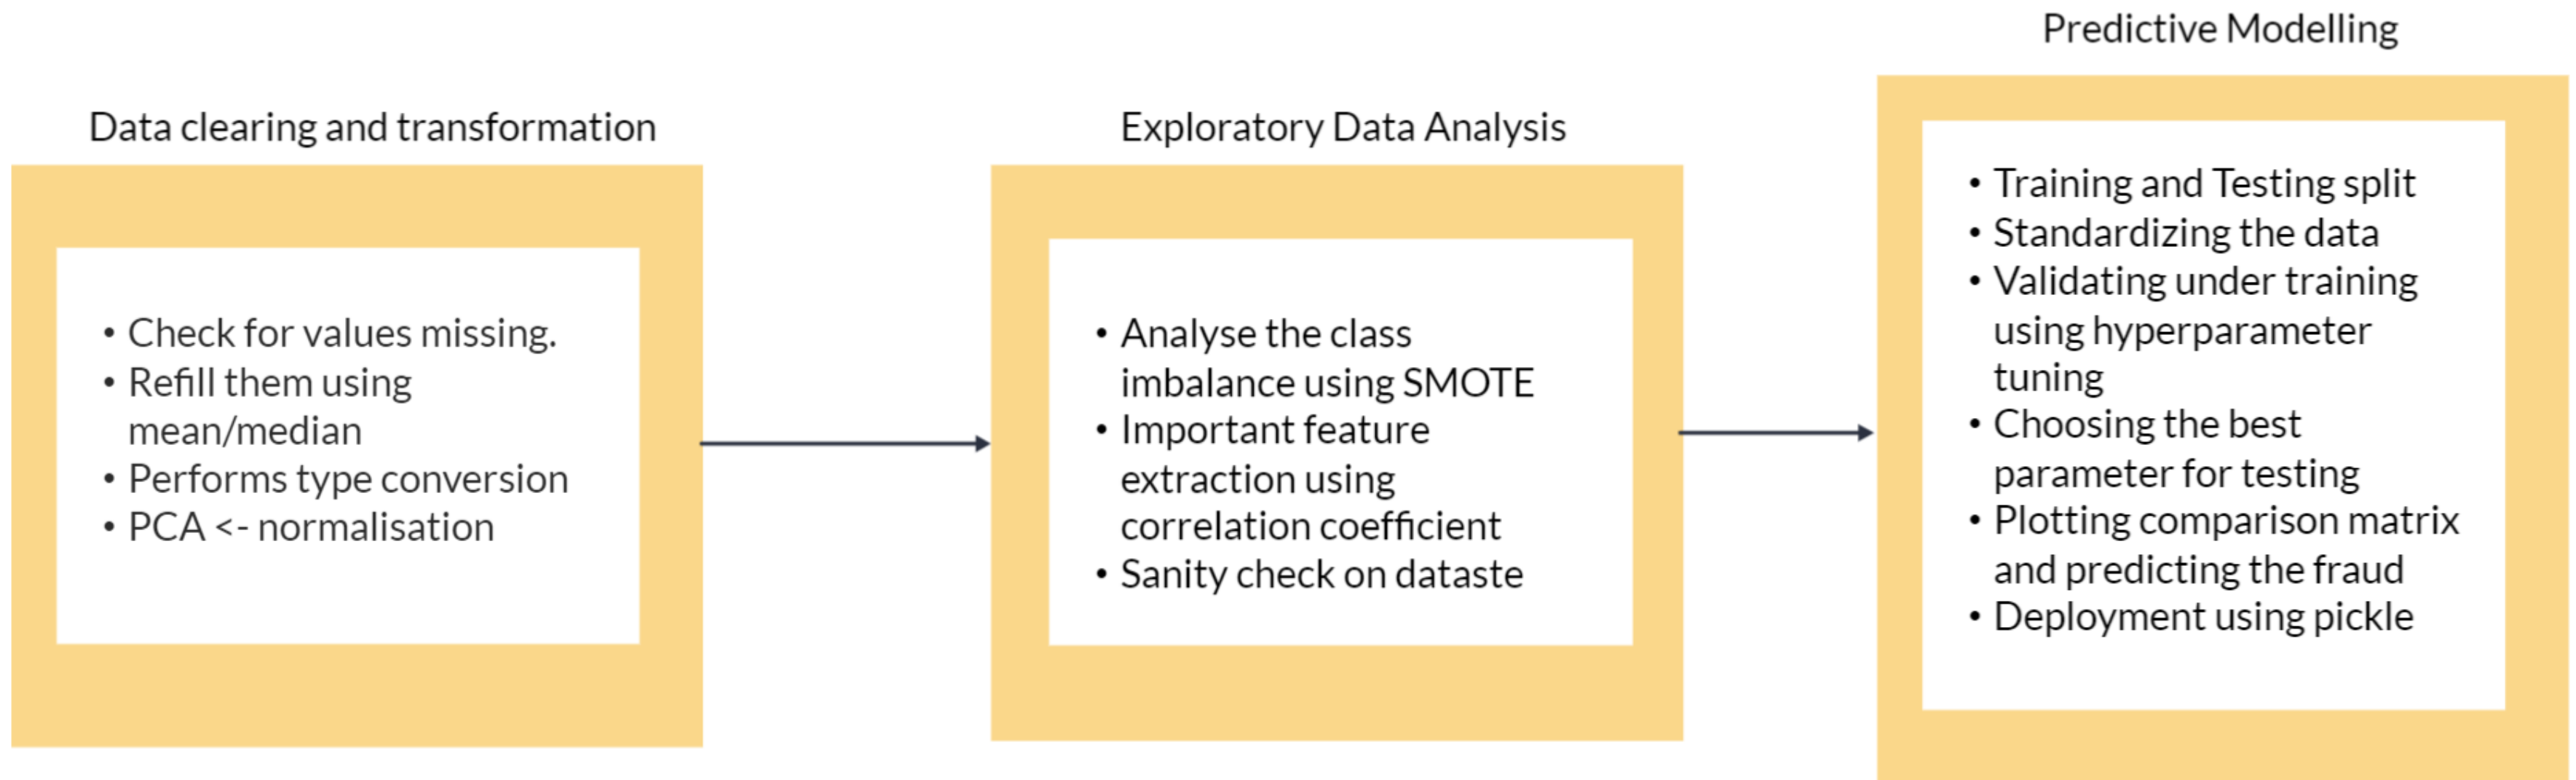 Data clearing and transformation
• Check for values missing.
• Refill them using
mean/median
• Performs type conversion
• PCA <- normalisation
Exploratory Data Analysis
• Analyse the class
imbalance using SMOTE
• Important feature
extraction using
correlation coefficient
• Sanity check on dataste
Predictive Modelling
• Training and Testing split
• Standardizing the data
• Validating under training
using hyperparameter
tuning
• Choosing the best
parameter for testing
• Plotting comparison matrix
and predicting the fraud
• Deployment using pickle